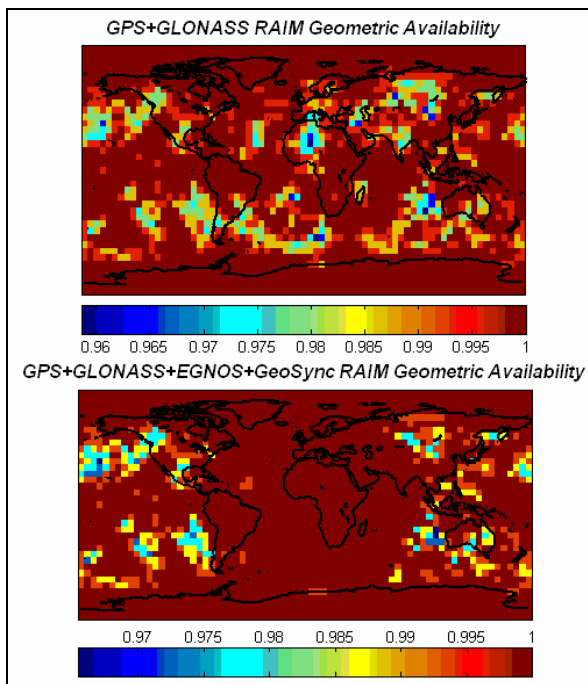 GPS+GLONASS RAIM Geometric Availability
0.96 0.965 0.97 0.975 0.98 0.985 0.99 0.995 1
GPS+GLONASS+EGNOS+GeoSync RAIM Geometric Availability
0.97 0.975 0.98 0.985 0.99 0.995 1